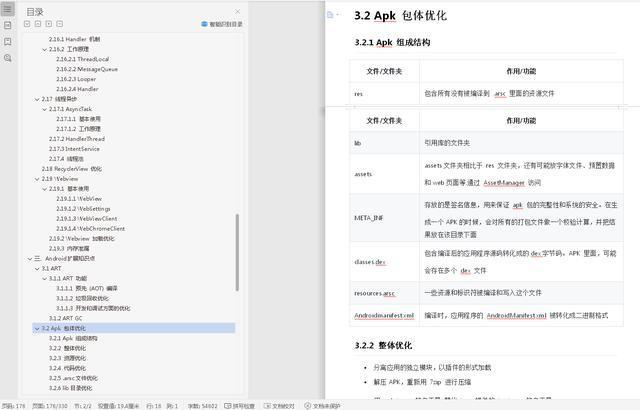 目录
智能识别目录
2.16.1 Handler 机制
2.16.2 工作原理
2.16.2.1 ThreadLocal
2.16.2.2 MessageQueue
2.16.2.3 Looper
2.16.2.4 Handler
2.17 线程异步
2.17.1 AsyncTask
2.17.1.1 基本使用
2.17.1.2 工作原理
2.17.2 HandlerThread
2.17.3 IntentService
2.17.4 线程池
2.18 RecyclerView 优化
2.19 Webview
2.19.1 基本使用
2.19.1.1 WebView
2.19.1.2 WebSettings
2.19.1.3 WebViewClient
2.19.1.4 WebChromeClient
2.19.2 Webview 加载优化
2.19.3 内存泄漏
三、Android 扩展知识点
3.1 ART
3.1.1 ART 功能
3.1.1.1 预先 (AOT) 编译
3.1.1.2 垃圾回收优化
3.1.1.3 开发和调试方面的优化
3.1.2 ART GC
3.2 Apk 包体优化
3.2.1 Apk 组成结构
3.2.2 整体优化
3.2.3 资源优化
3.2.4 代码优化
3.2.5 .arsc 文件优化
3.2.6 lib 目录优化
3.2 Apk 包体优化
3.2.1 Apk 组成结构
文件/文件夹 作用/功能
res 包含所有没有被编译到 .arsc 里面的资源文件
文件/文件夹 作用/功能
lib 引用库的文件夹
assets assets 文件夹相比于 res 文件夹，还有可能放字体文件、预置数据
和 web 页面等，通过 AssetManager 访问
META_INF 存放的是签名信息，用来保证 apk 包的完整性和系统的安全。在生
成一个 APK 的时候，会对所有的打包文件做一个校验计算，并把结
果放在该目录下面
classes.dex 包含编译后的应用程序源码转化成的 dex 字节码。APK 里面，可能
会存在多个 dex 文件
resources.arsc 一些资源和标识符被编译和写入这个文件
Androidmanifest.xml 编译时，应用程序的 AndroidManifest.xml 被转化成二进制格式
3.2.2 整体优化
分离应用的独立模块，以插件的形式加载
解压 APK，重新用 7zip 进行压缩
页码: 176 页面: 176/330 节: 2/2 设置值: 19.4厘米 行: 18 列: 1 字数: 54602 拼写检查 文档校对 文档未保护